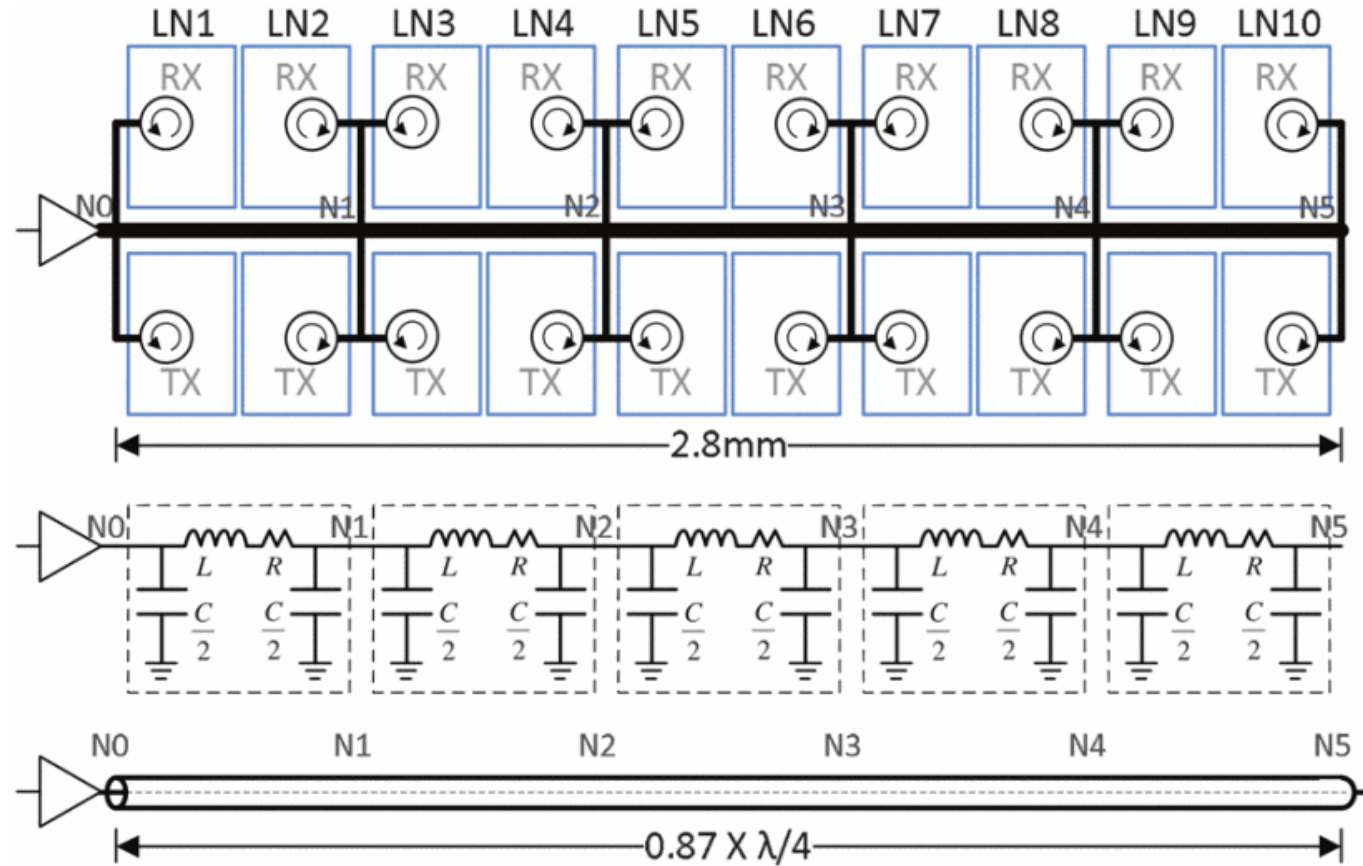 LN1 LN2 LN3 LN4 LN5 LN6 LN7 LN8 LN9 LN10
RX RX RX RX RX RX RX RX RX RX
N0 N1 N2 N3 N4 N5
TX TX TX TX TX TX TX TX TX TX
2.8mm
N0 N1 N2 N3 N4 N5
L R L R L R L R L R
C C C C C C C C C C
2 2 2 2 2 2 2 2 2 2
N0 N1 N2 N3 N4 N5
0.87 X λ/4